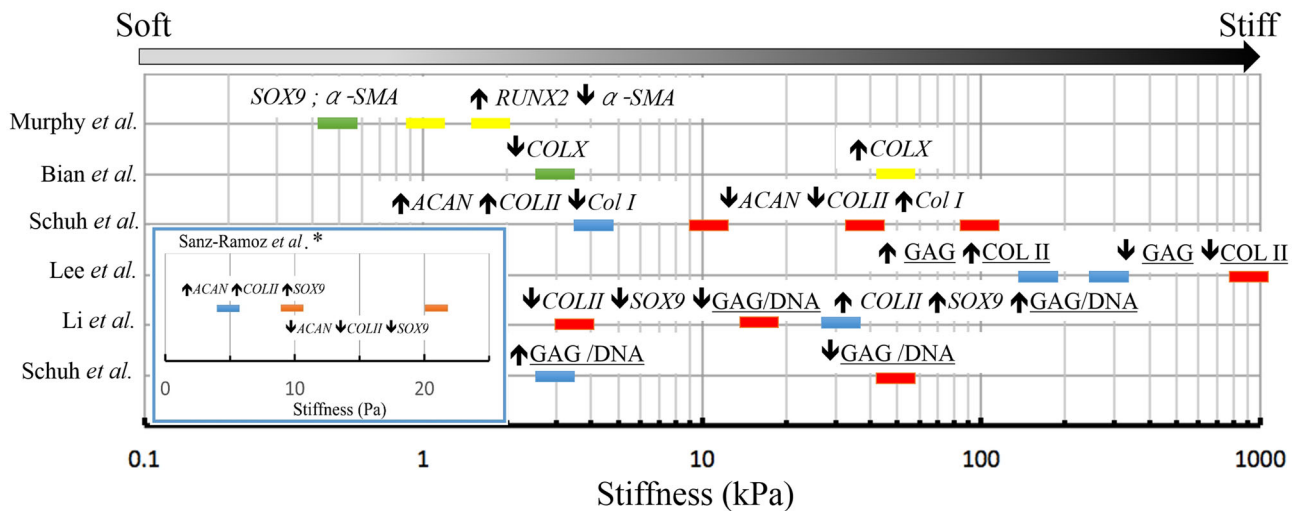 Soft Stiff
SOX9 ; α-SMA ↑ RUNX2 ↓ α-SMA
Murphy et al.
↓COLX ↑COLX
Bian et al.
↑ACAN ↑COLII ↓Col I ↓ACAN ↓COLII ↑Col I
Schuh et al.
↑ GAG ↑COL II ↓ GAG ↓COL II
Lee et al.
↓COLII ↓SOX9 ↓GAG/DNA ↑ COLII ↑SOX9 ↑GAG/DNA
Li et al.
↑GAG /DNA ↓GAG /DNA
Schuh et al.
Sanz-Ramoz et al.*
↑ACAN ↑COLII ↑SOX9
↓ACAN ↓COLII ↓SOX9
0 10 20
Stiffness (Pa)
0.1 1 10 100 1000
Stiffness (kPa)